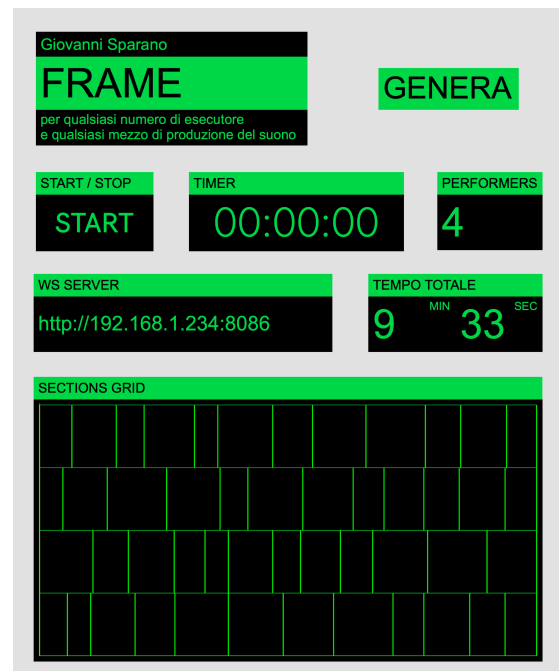 Giovanni Sparano
FRAME
per qualsiasi numero di esecutore
e qualsiasi mezzo di produzione del suono
GENERA
START / STOP
START
TIMER
00:00:00
PERFORMERS
4
WS SERVER
http://192.168.1.234:8086
TEMPO TOTALE
9 MIN 33 SEC
SECTIONS GRID